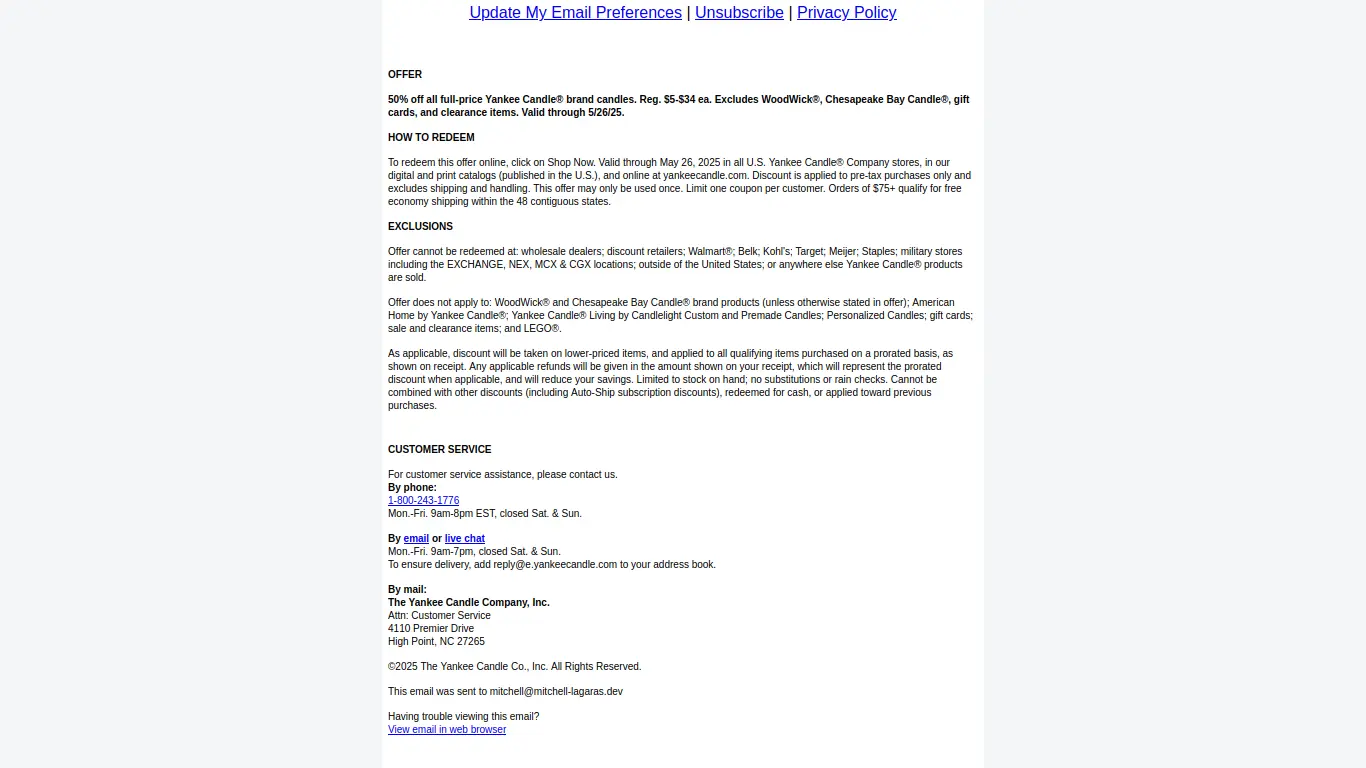 Update My Email Preferences | Unsubscribe | Privacy Policy
OFFER
50% off all full-price Yankee Candle® brand candles. Reg. $5-$34 ea. Excludes WoodWick®, Chesapeake Bay Candle®, gift
cards, and clearance items. Valid through 5/26/25.
HOW TO REDEEM
To redeem this offer online, click on Shop Now. Valid through May 26, 2025 in all U.S. Yankee Candle® Company stores, in our
digital and print catalogs (published in the U.S.), and online at yankeecandle.com. Discount is applied to pre-tax purchases only and
excludes shipping and handling. This offer may only be used once. Limit one coupon per customer. Orders of $75+ qualify for free
economy shipping within the 48 contiguous states.
EXCLUSIONS
Offer cannot be redeemed at: wholesale dealers; discount retailers; Walmart®; Belk; Kohl's; Target; Meijer; Staples; military stores
including the EXCHANGE, NEX, MCX & CGX locations; outside of the United States; or anywhere else Yankee Candle® products
are sold.
Offer does not apply to: WoodWick® and Chesapeake Bay Candle® brand products (unless otherwise stated in offer); American
Home by Yankee Candle®; Yankee Candle® Living by Candlelight Custom and Premade Candles; Personalized Candles; gift cards;
sale and clearance items; and LEGO®.
As applicable, discount will be taken on lower-priced items, and applied to all qualifying items purchased on a prorated basis, as
shown on receipt. Any applicable refunds will be given in the amount shown on your receipt, which will represent the prorated
discount when applicable, and will reduce your savings. Limited to stock on hand; no substitutions or rain checks. Cannot be
combined with other discounts (including Auto-Ship subscription discounts), redeemed for cash, or applied toward previous
purchases.
CUSTOMER SERVICE
For customer service assistance, please contact us.
By phone:
1-800-243-1776
Mon.-Fri. 9am-8pm EST, closed Sat. & Sun.
By email or live chat
Mon.-Fri. 9am-7pm, closed Sat. & Sun.
To ensure delivery, add reply@e.yankeecandle.com to your address book.
By mail:
The Yankee Candle Company, Inc.
Attn: Customer Service
4110 Premier Drive
High Point, NC 27265
©2025 The Yankee Candle Co., Inc. All Rights Reserved.
This email was sent to mitchell@mitchell-lagaras.dev
Having trouble viewing this email?
View email in web browser